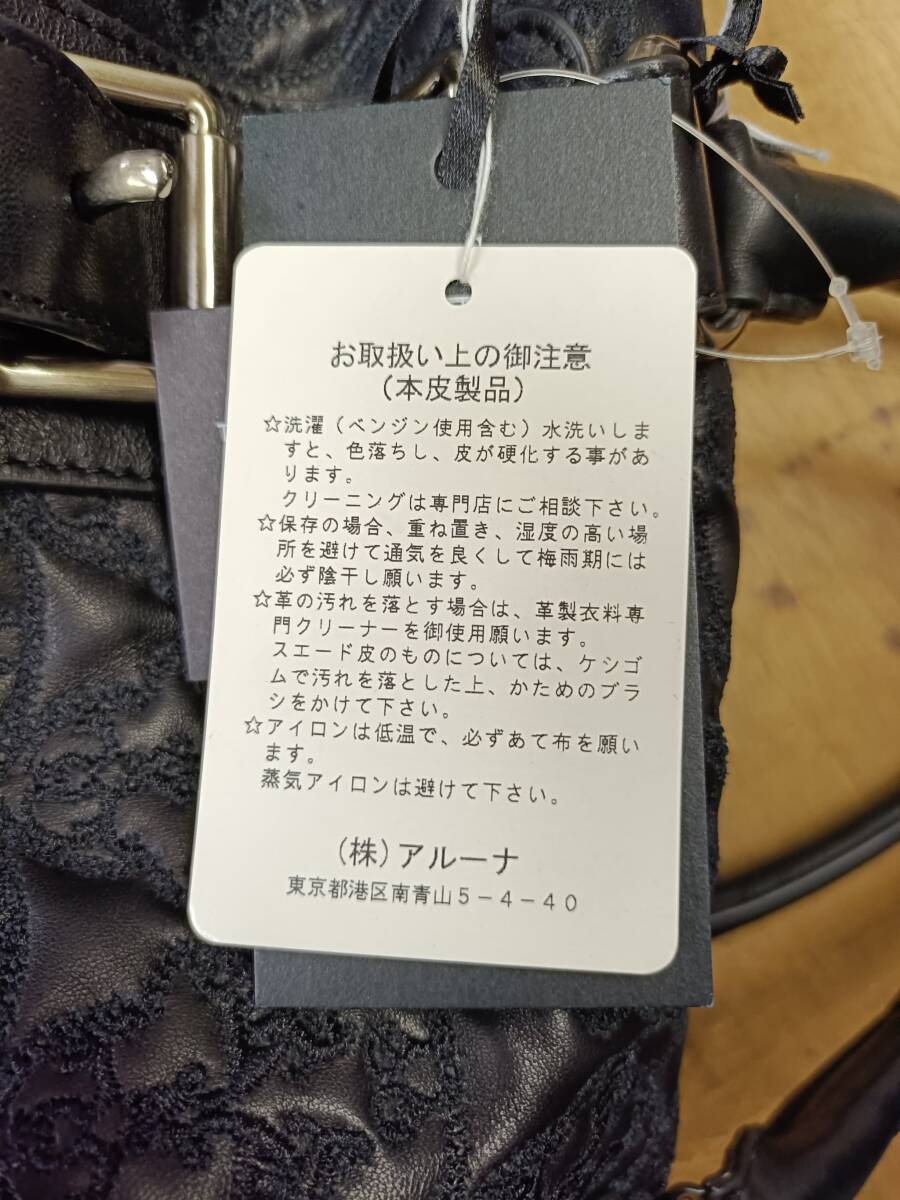 お取扱い上の御注意
(本皮製品)
☆洗濯(ベンジン使用含む)水洗いしま
すと、色落ちし、皮が硬化する事があ
ります。
クリーニングは専門店にご相談下さい。
☆保存の場合、重ね置き、湿度の高い場
所を避けて通気を良くして梅雨期には
必ず陰干し願います。
☆革の汚れを落とす場合は、革製衣料専
門クリーナーを御使用願います。
スエード皮のものについては、ケシゴ
ムで汚れを落とした上、かためのブラ
シをかけて下さい。
☆アイロンは低温で、必ずあて布を願い
ます。
蒸気アイロンは避けて下さい。
(株)アルーナ
東京都港区南青山5-4-40